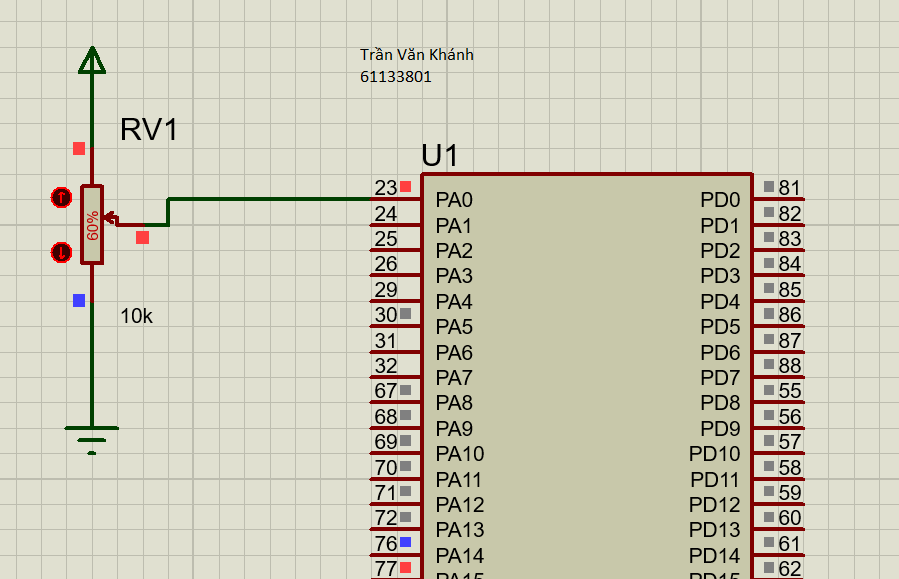 Trần Văn Khánh
61133801
RV1
60%
10k
U1
23 PA0 PD0 81
24 PA1 PD1 82
25 PA2 PD2 83
26 PA3 PD3 84
29 PA4 PD4 85
30 PA5 PD5 86
31 PA6 PD6 87
32 PA7 PD7 88
67 PA8 PD8 55
68 PA9 PD9 56
69 PA10 PD10 57
70 PA11 PD11 58
71 PA12 PD12 59
72 PA13 PD13 60
76 PA14 PD14 61
77 PA15 PD15 62